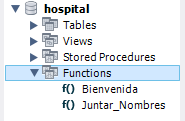 hospital
Tables
Views
Stored Procedures
Functions
f() Bienvenida
f() Juntar_Nombres